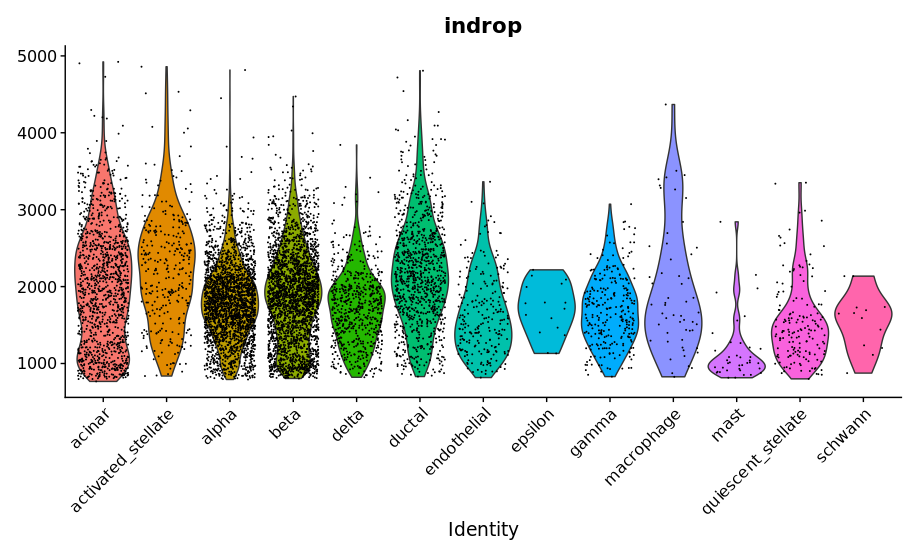 indrop
5000
4000
3000
2000
1000
acinar
activated_stellate
alpha
beta
delta
ductal
endothelial
epsilon
gamma
macrophage
mast
quiescent_stellate
schwann
Identity